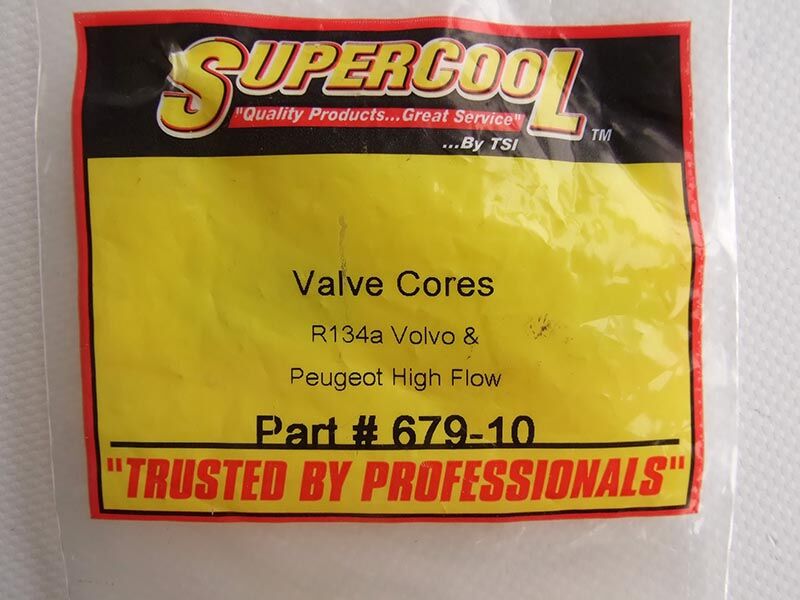 SUPERCOOL
"Quality Products...Great Service"
TM
...By TSI
Valve Cores
R134a Volvo &
Peugeot High Flow
Part # 679-10
"TRUSTED BY PROFESSIONALS"